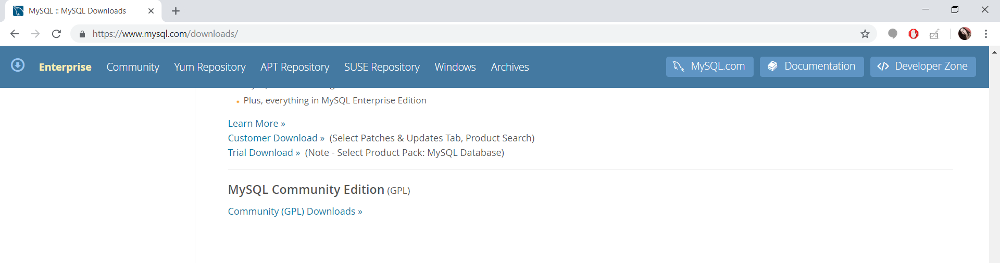 MySQL :: MySQL Downloads
https://www.mysql.com/downloads/
Enterprise Community Yum Repository APT Repository SUSE Repository Windows Archives MySQL.com Documentation Developer Zone
Plus, everything in MySQL Enterprise Edition
Learn More »
Customer Download » (Select Patches & Updates Tab, Product Search)
Trial Download » (Note - Select Product Pack: MySQL Database)
MySQL Community Edition (GPL)
Community (GPL) Downloads »